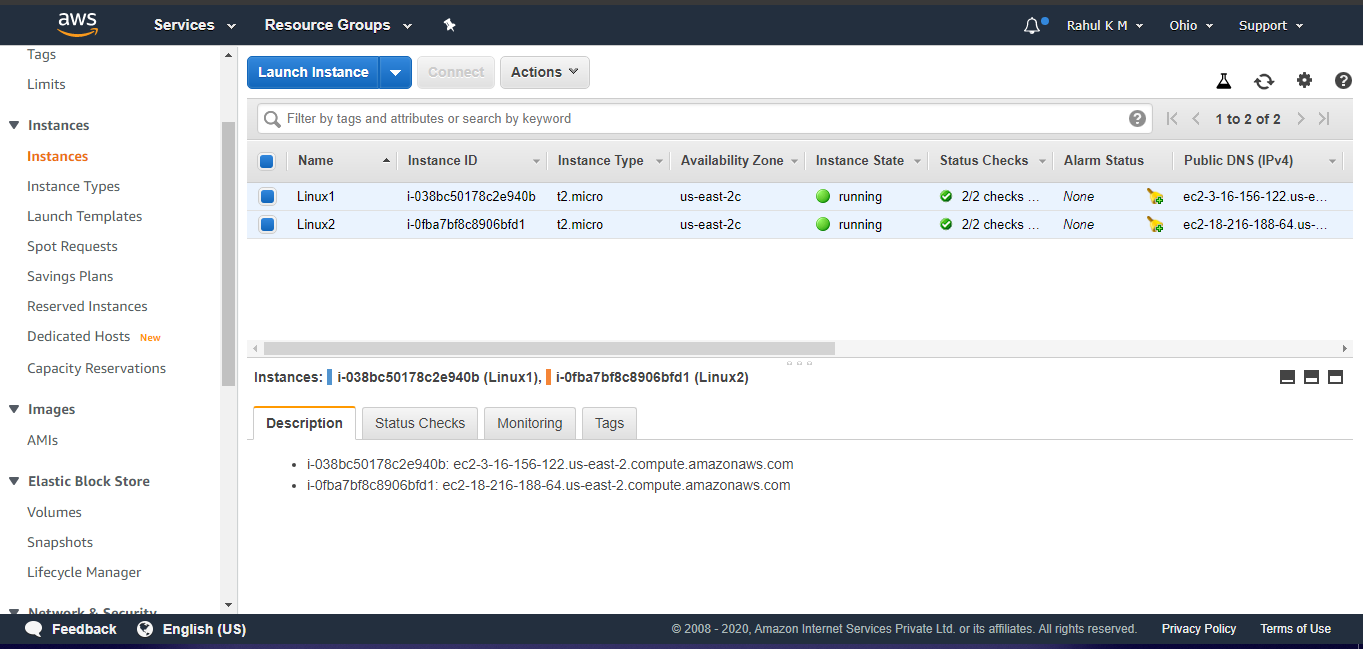 aws Services Resource Groups Rahul K M Ohio Support
Tags
Limits
Instances
Instances
Instance Types
Launch Templates
Spot Requests
Savings Plans
Reserved Instances
Dedicated Hosts New
Capacity Reservations
Images
AMIs
Elastic Block Store
Volumes
Snapshots
Lifecycle Manager
Network & Security
Launch Instance Connect Actions
Filter by tags and attributes or search by keyword ? 1 to 2 of 2
Name Instance ID Instance Type Availability Zone Instance State Status Checks Alarm Status Public DNS (IPv4)
Linux1 i-038bc50178c2e940b t2.micro us-east-2c running 2/2 checks ... None ec2-3-16-156-122.us-e...
Linux2 i-0fba7bf8c8906bfd1 t2.micro us-east-2c running 2/2 checks ... None ec2-18-216-188-64.us-...
Instances: i-038bc50178c2e940b (Linux1), i-0fba7bf8c8906bfd1 (Linux2)
Description Status Checks Monitoring Tags
• i-038bc50178c2e940b: ec2-3-16-156-122.us-east-2.compute.amazonaws.com
• i-0fba7bf8c8906bfd1: ec2-18-216-188-64.us-east-2.compute.amazonaws.com
Feedback English (US) © 2008 - 2020, Amazon Internet Services Private Ltd. or its affiliates. All rights reserved. Privacy Policy Terms of Use